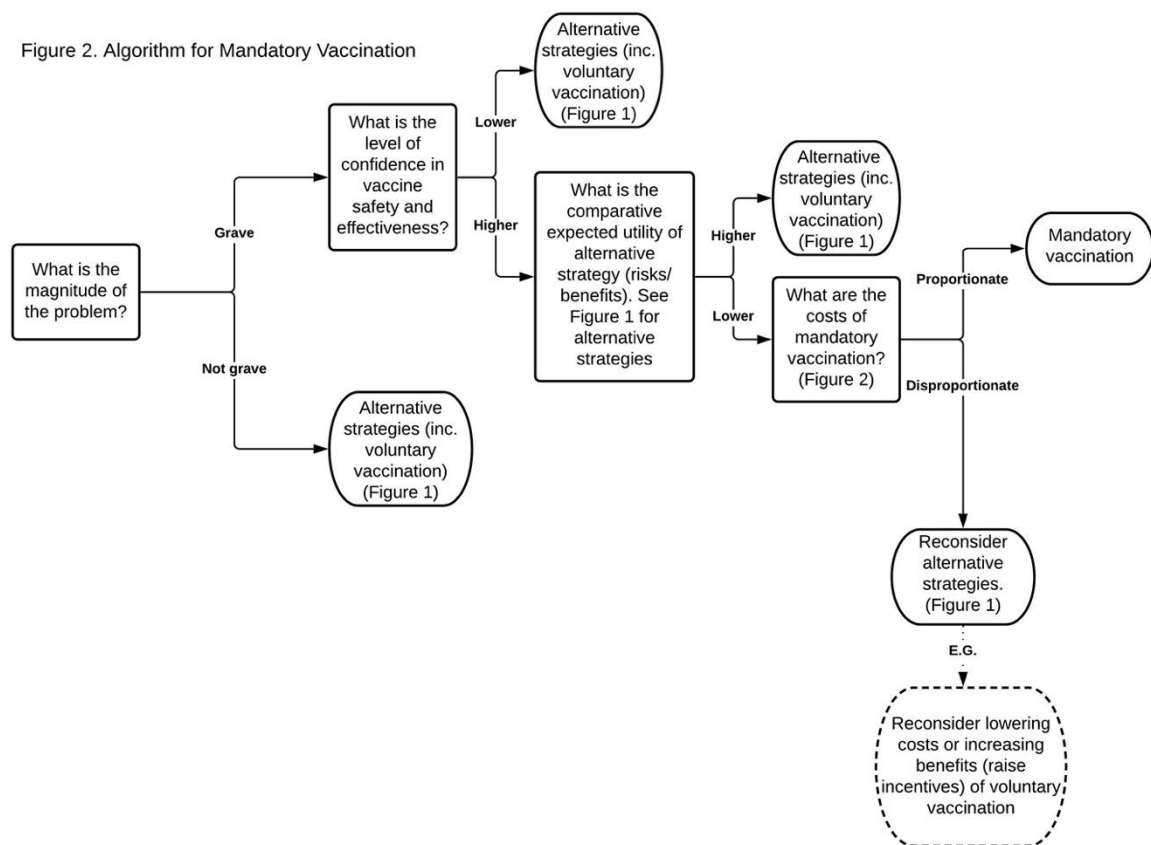 Figure 2. Algorithm for Mandatory Vaccination
Alternative
strategies (inc.
voluntary
vaccination)
(Figure 1)
What is the
level of
confidence in
vaccine
safety and
effectiveness?
Lower
Higher
Grave
What is the
magnitude of
the problem?
Not grave
Alternative
strategies (inc.
voluntary
vaccination)
(Figure 1)
What is the
comparative
expected utility of
alternative
strategy (risks/
benefits). See
Figure 1 for
alternative
strategies
Higher
Lower
Alternative
strategies (inc.
voluntary
vaccination)
(Figure 1)
What are the
costs of
mandatory
vaccination?
(Figure 2)
Proportionate
Disproportionate
Mandatory
vaccination
Reconsider
alternative
strategies.
(Figure 1)
E.G.
Reconsider lowering
costs or increasing
benefits (raise
incentives) of voluntary
vaccination